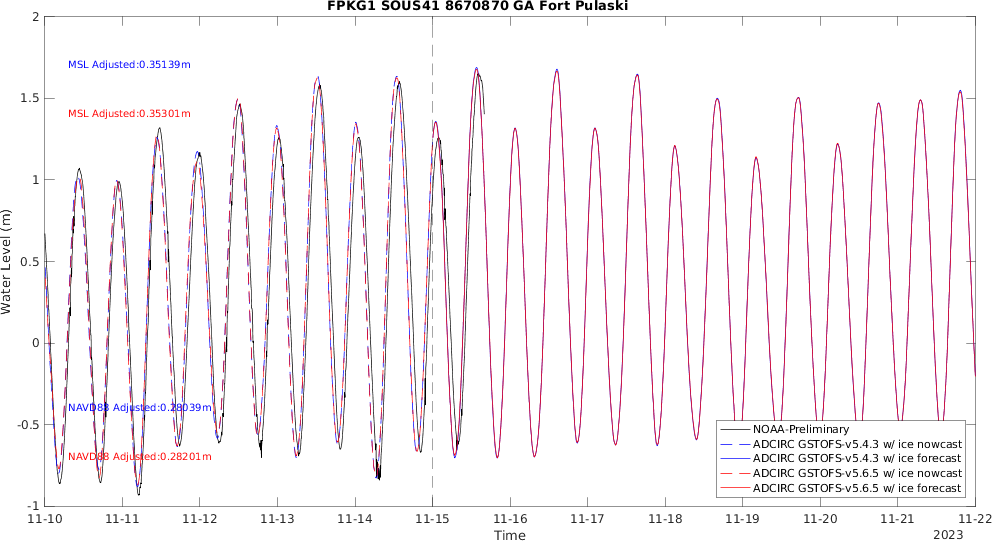 FPKG1 SOUS41 8670870 GA Fort Pulaski
2
1.5
1
0.5
0
-0.5
-1
Water Level (m)
MSL Adjusted:0.35139m
MSL Adjusted:0.35301m
NAVD88 Adjusted:0.28039m
NAVD88 Adjusted:0.28201m
NOAA-Preliminary
ADCIRC GSTOFS-v5.4.3 w/ ice nowcast
ADCIRC GSTOFS-v5.4.3 w/ ice forecast
ADCIRC GSTOFS-v5.6.5 w/ ice nowcast
ADCIRC GSTOFS-v5.6.5 w/ ice forecast
11-10 11-11 11-12 11-13 11-14 11-15 11-16 11-17 11-18 11-19 11-20 11-21 11-22
Time
2023